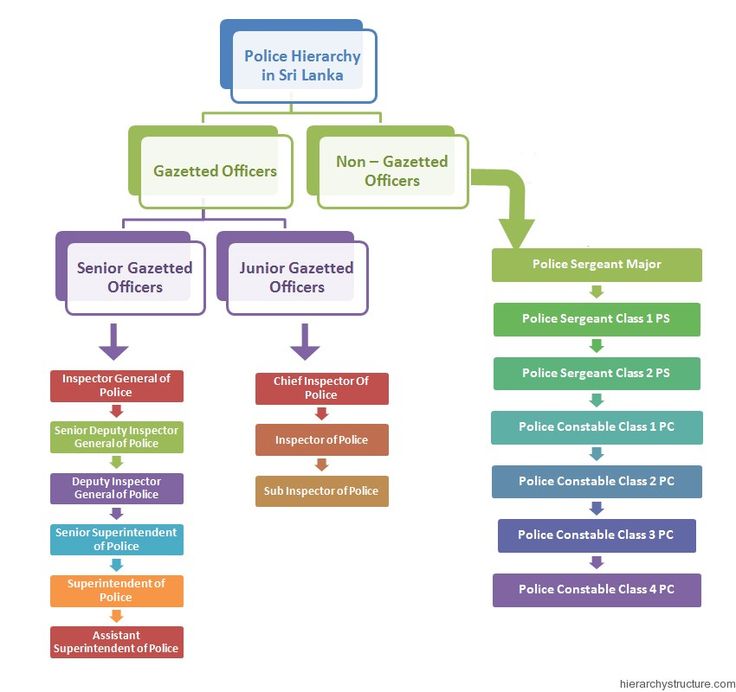 Police Hierarchy
in Sri Lanka
Gazetted Officers
Non – Gazetted
Officers
Senior Gazetted
Officers
Junior Gazetted
Officers
Inspector General of
Police
Senior Deputy Inspector
General of Police
Deputy Inspector
General of Police
Senior Superintendent
of Police
Superintendent of
Police
Assistant
Superintendent of Police
Chief Inspector Of
Police
Inspector of Police
Sub Inspector of Police
Police Sergeant Major
Police Sergeant Class 1 PS
Police Sergeant Class 2 PS
Police Constable Class 1 PC
Police Constable Class 2 PC
Police Constable Class 3 PC
Police Constable Class 4 PC
hierarchystructure.com